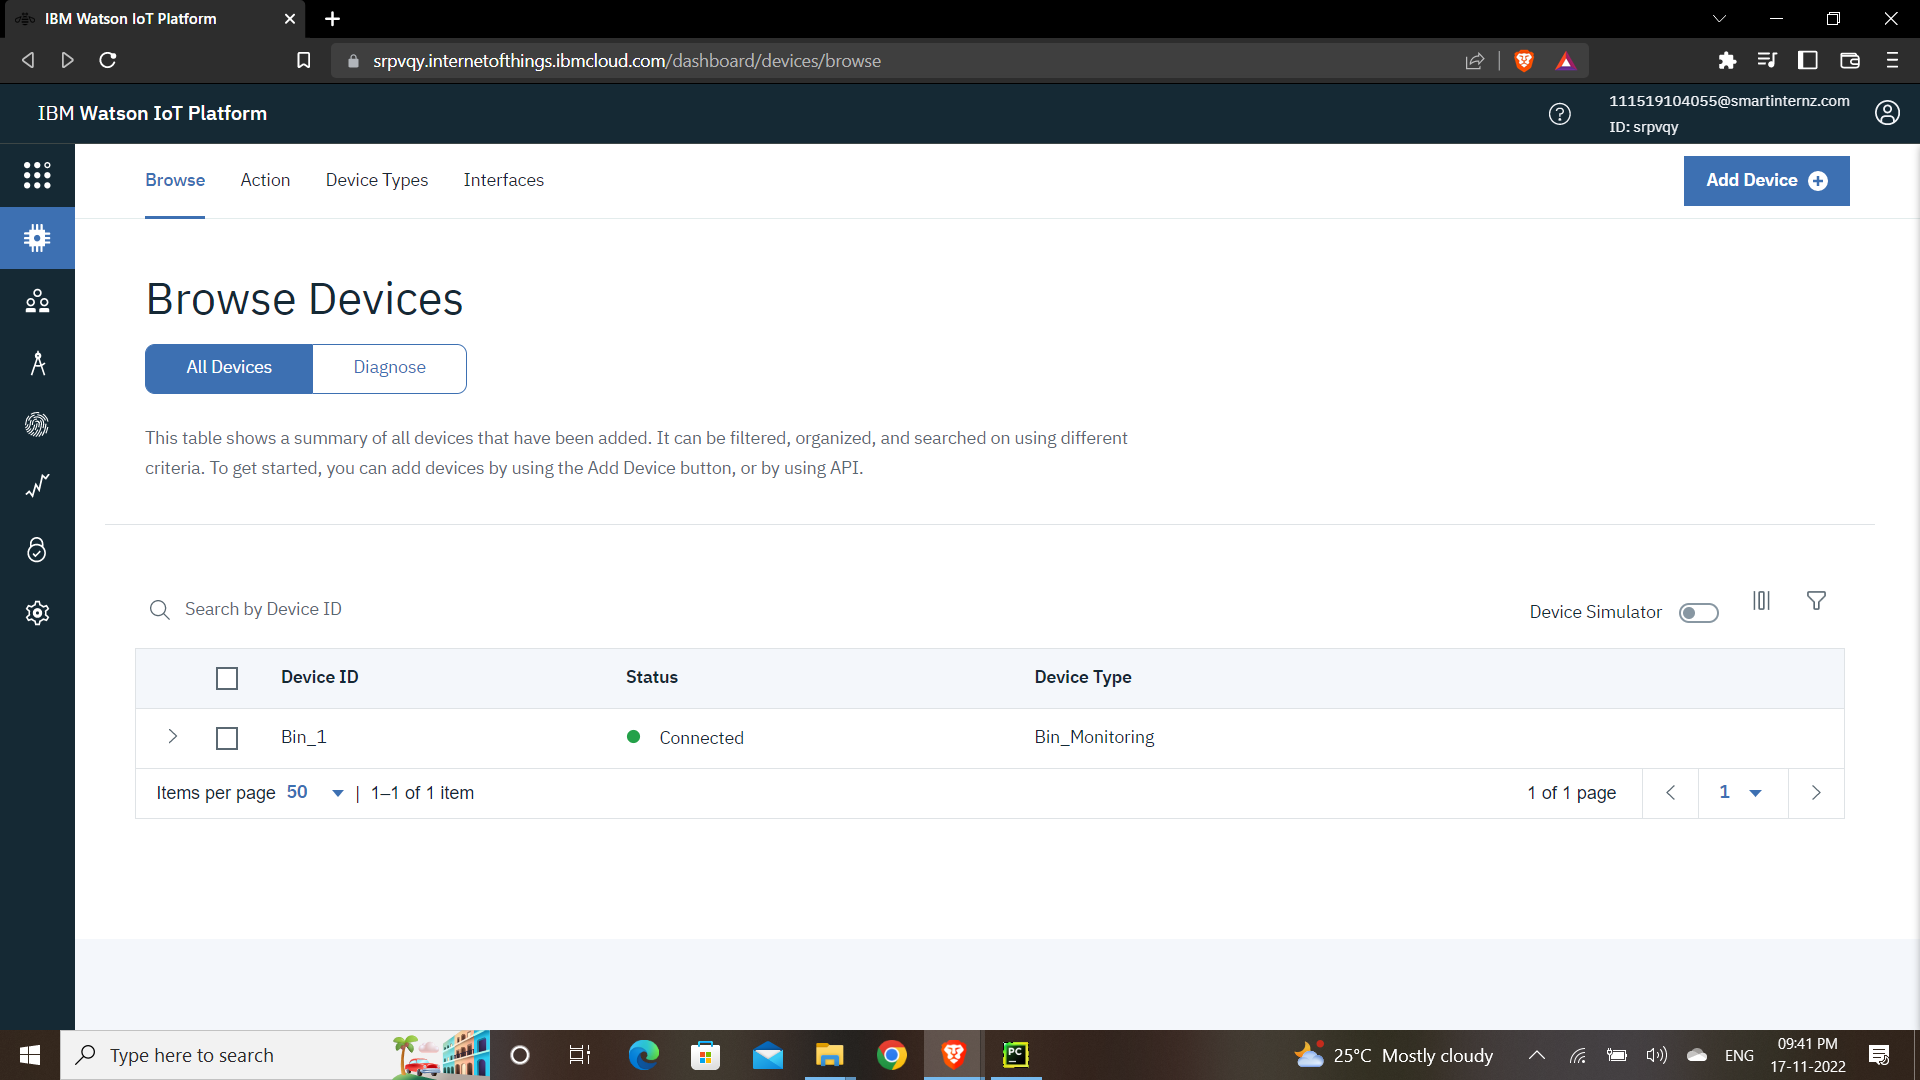 IBM Watson IoT Platform
srpvqy.internetofthings.ibmcloud.com/dashboard/devices/browse
IBM Watson IoT Platform
111519104055@smartinternz.com
ID: srpvqy
Browse Action Device Types Interfaces
Add Device
Browse Devices
All Devices Diagnose
This table shows a summary of all devices that have been added. It can be filtered, organized, and searched on using different
criteria. To get started, you can add devices by using the Add Device button, or by using API.
Search by Device ID
Device Simulator
Device ID Status Device Type
Bin_1 Connected Bin_Monitoring
Items per page 50 | 1–1 of 1 item 1 of 1 page 1
Type here to search
PC
25°C Mostly cloudy
ENG
09:41 PM
17-11-2022